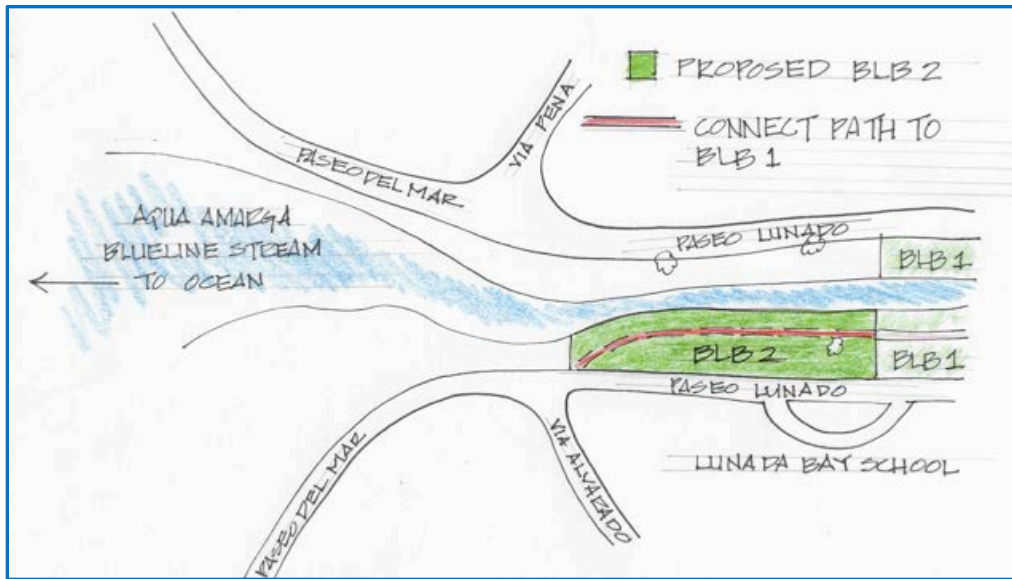 PROPOSED BLB 2
CONNECT PATH TO
BLB 1
VIA PENA
PASEO DEL MAR
PASEO LUNADO
AQUA AMARGA
BLUELINE STREAM
TO OCEAN
BLB 1
BLB 2
BLB 1
PASEO LUNADO
VIA ALVARADO
PASEO DEL MAR
LUNADA BAY SCHOOL